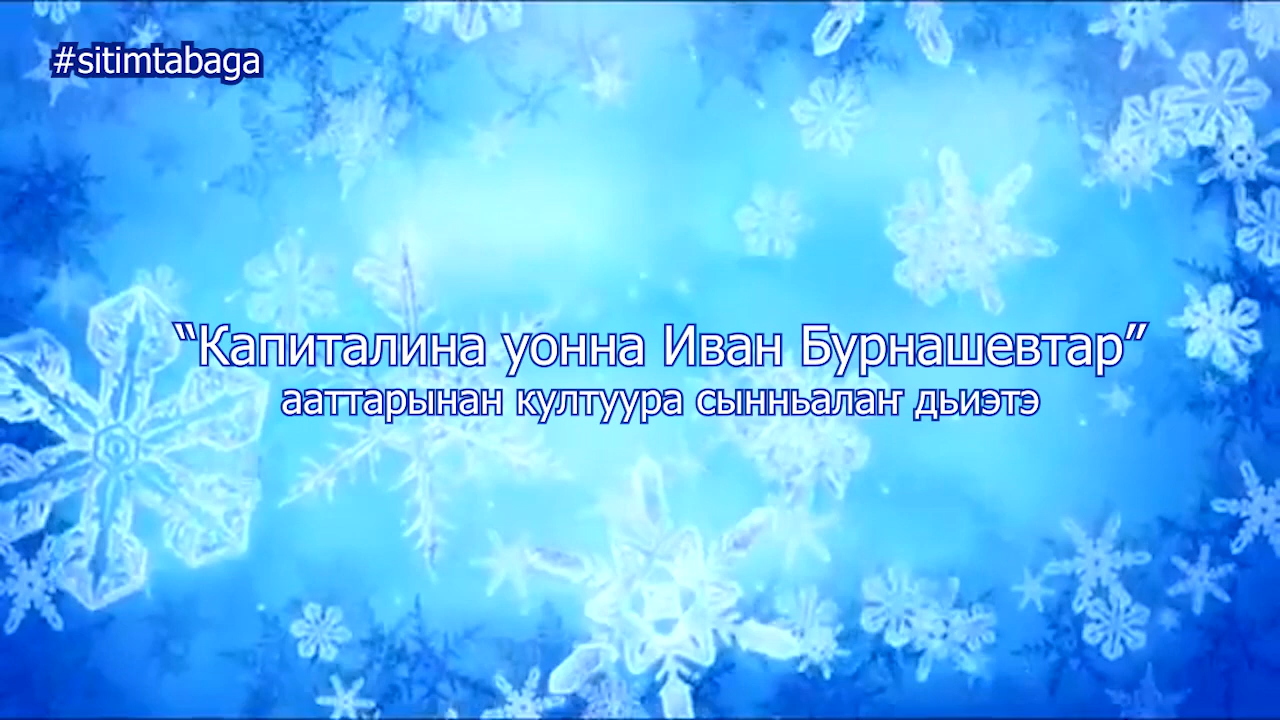 #sitimtabaga
“Капиталина уонна Иван Бурнашевтар”
ааттарынан култуура сынньалаҥ дьиэтэ